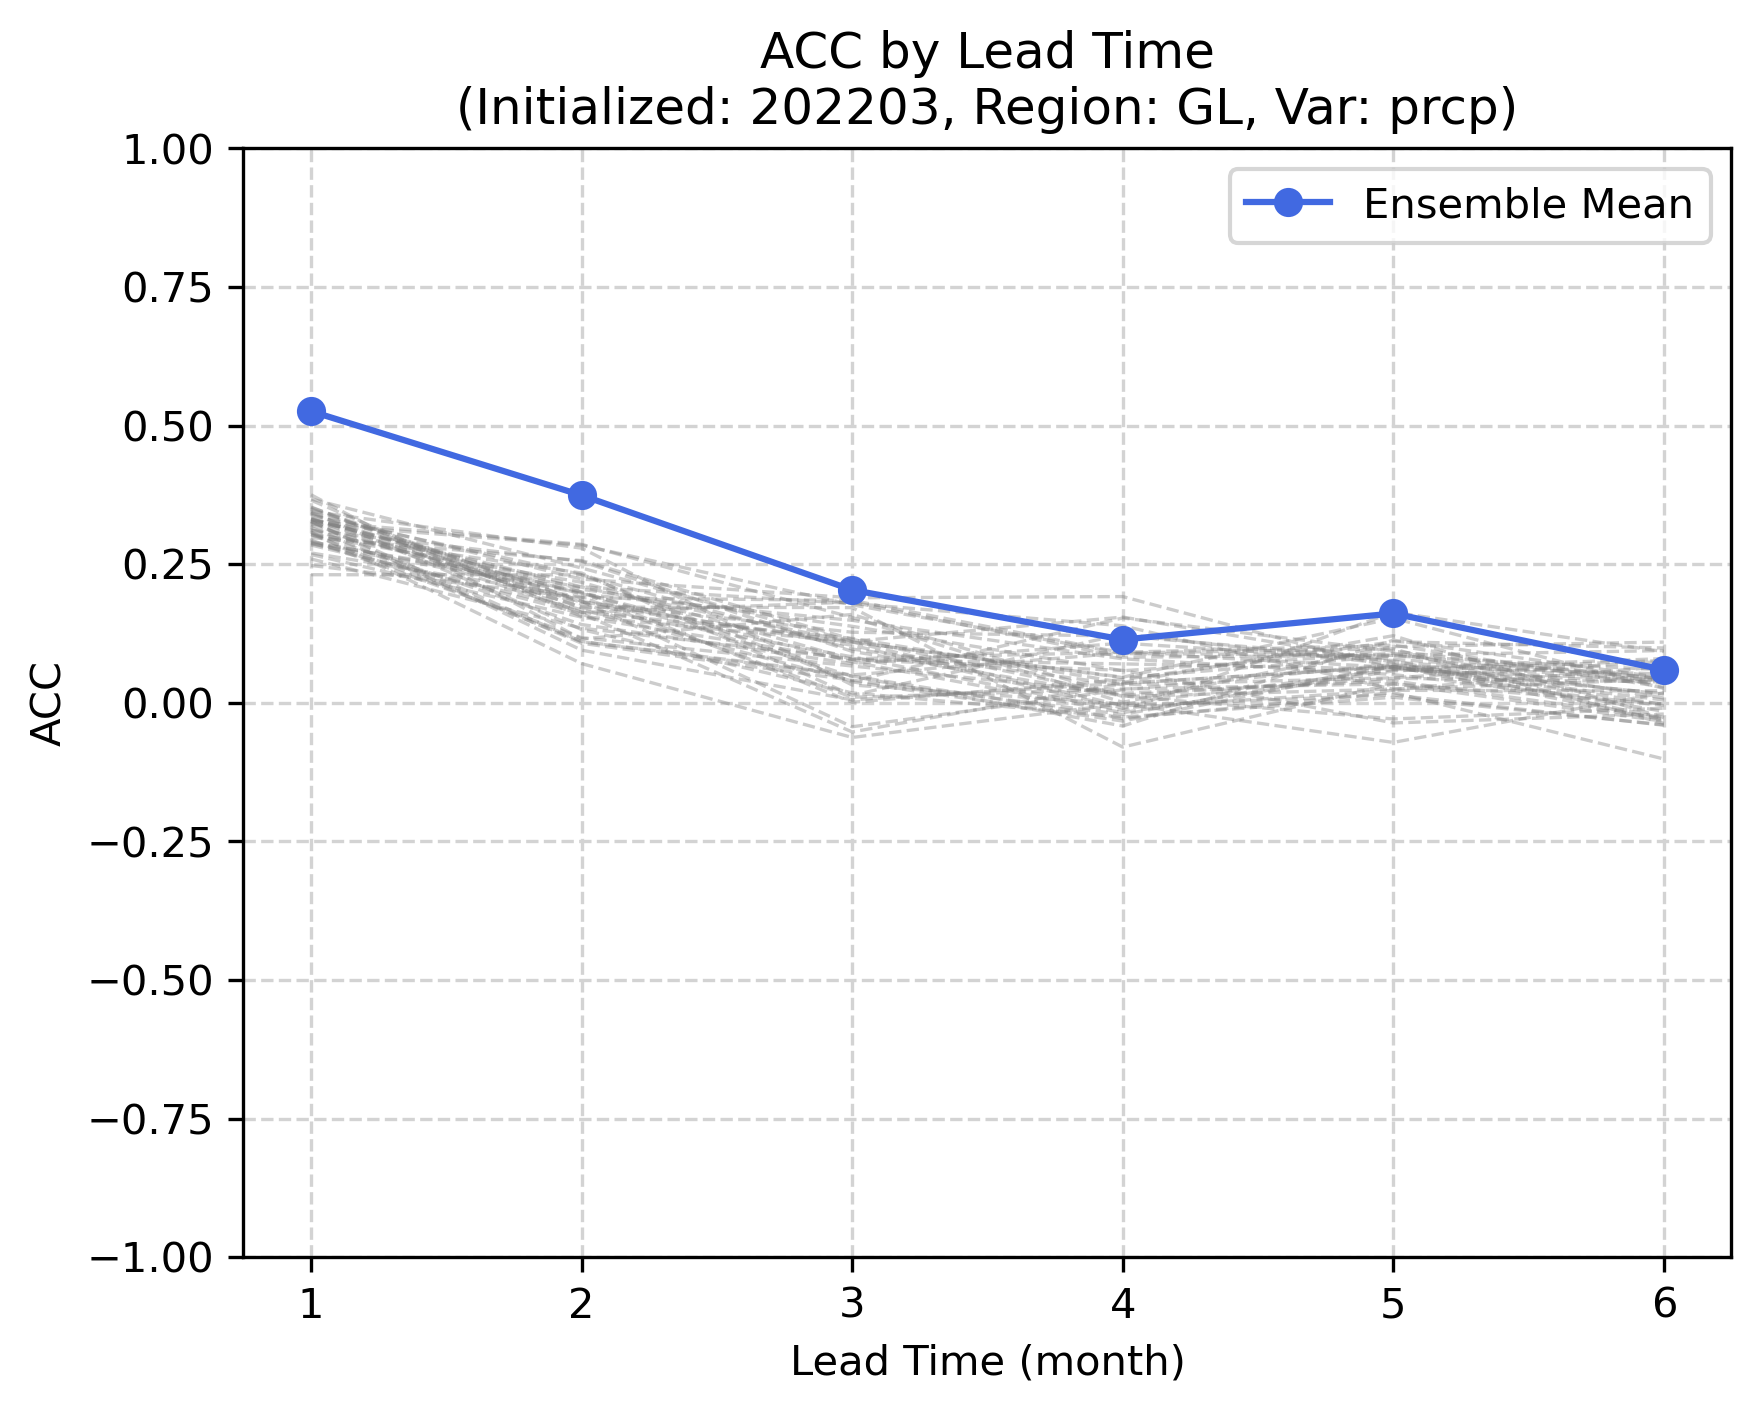 ACC by Lead Time
(Initialized: 202203, Region: GL, Var: prcp)
Ensemble Mean
ACC
1.00
0.75
0.50
0.25
0.00
−0.25
−0.50
−0.75
−1.00
1 2 3 4 5 6
Lead Time (month)